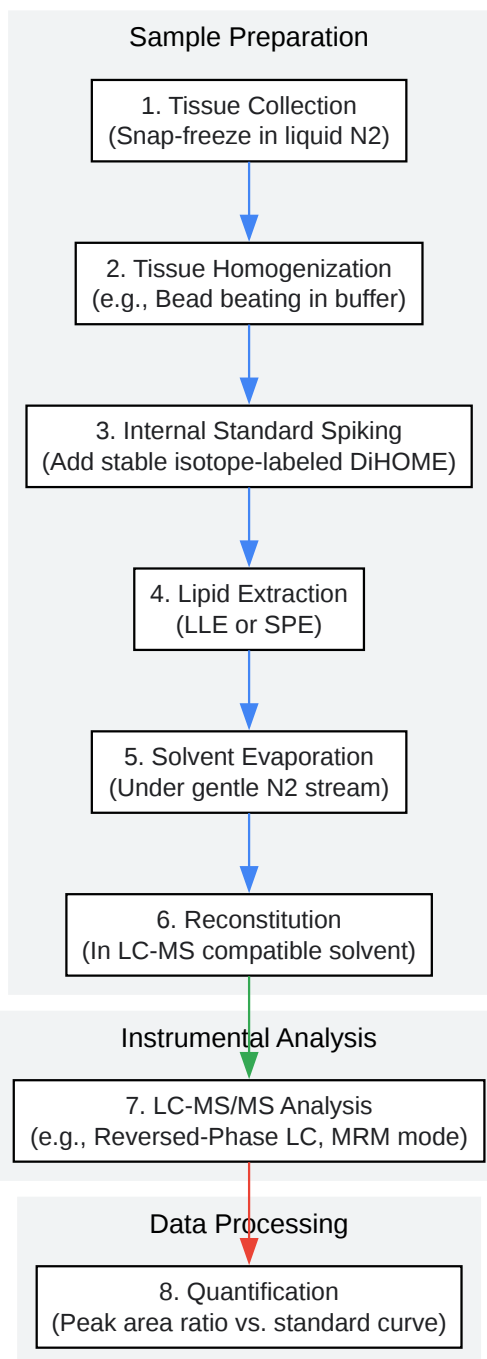 Sample Preparation
1. Tissue Collection
(Snap-freeze in liquid N2)
2. Tissue Homogenization
(e.g., Bead beating in buffer)
3. Internal Standard Spiking
(Add stable isotope-labeled DiHOME)
4. Lipid Extraction
(LLE or SPE)
5. Solvent Evaporation
(Under gentle N2 stream)
6. Reconstitution
(In LC-MS compatible solvent)
Instrumental Analysis
7. LC-MS/MS Analysis
(e.g., Reversed-Phase LC, MRM mode)
Data Processing
8. Quantification
(Peak area ratio vs. standard curve)